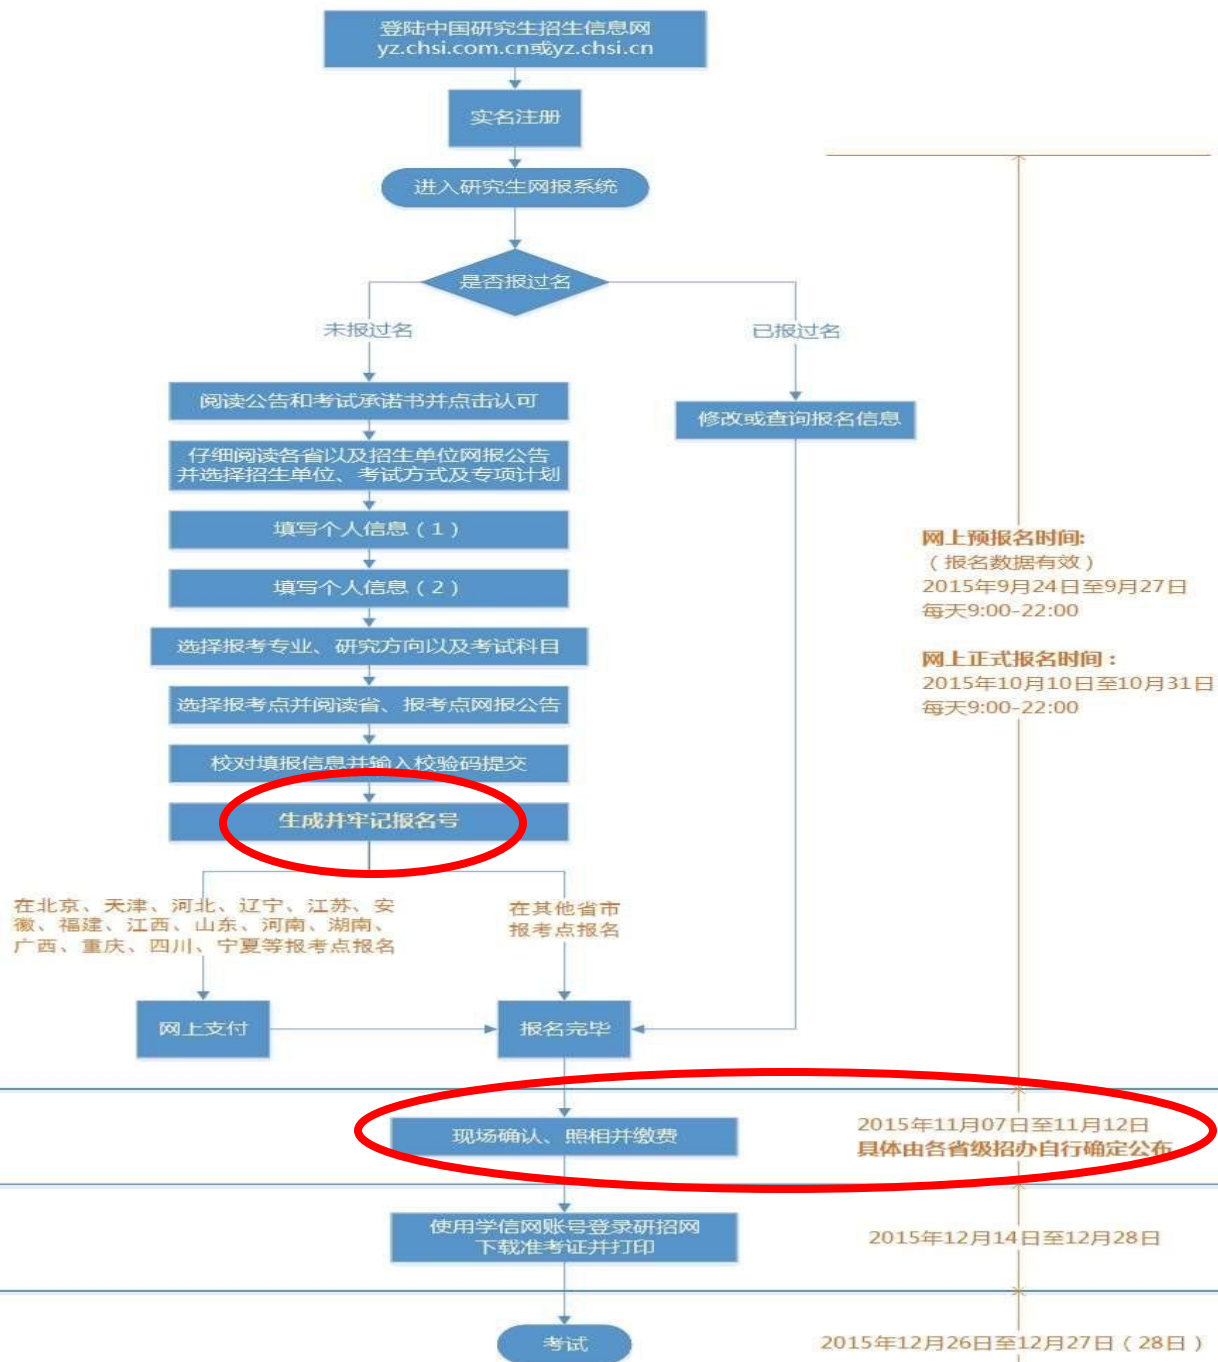 登陆中国研究生招生信息网
yz.chsi.com.cn或yz.chsi.cn
实名注册
进入研究生网报系统
是否报过名
未报过名
已报过名
阅读公告和考试承诺书并点击认可
修改或查询报名信息
仔细阅读各省以及招生单位网报公告
并选择招生单位、考试方式及专项计划
填写个人信息（1）
填写个人信息（2）
选择报考专业、研究方向以及考试科目
选择报考点并阅读省、报考点网报公告
校对填报信息并输入校验码提交
生成并牢记报名号
网上预报名时间:
（报名数据有效）
2015年9月24日至9月27日
每天9:00-22:00
网上正式报名时间：
2015年10月10日至10月31日
每天9:00-22:00
在北京、天津、河北、辽宁、江苏、安
徽、福建、江西、山东、河南、湖南、
广西、重庆、四川、宁夏等报考点报名
在其他省市
报考点报名
网上支付
报名完毕
现场确认、照相并缴费
2015年11月07日至11月12日
具体由各省级招办自行确定公布
使用学信网账号登录研招网
下载准考证并打印
2015年12月14日至12月28日
考试
2015年12月26日至12月27日（28日）